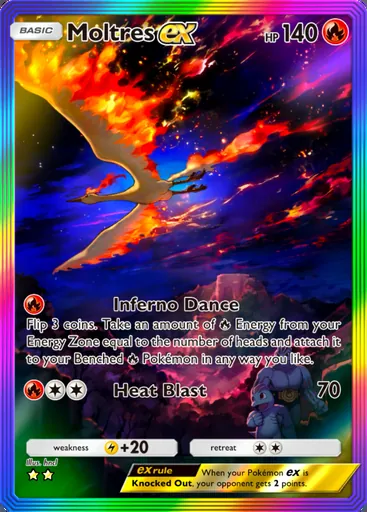 BASIC Moltres ex HP 140
Inferno Dance
Flip 3 coins. Take an amount of Energy from your
Energy Zone equal to the number of heads and attach it
to your Benched Pokémon in any way you like.
Heat Blast 70
weakness +20 retreat
Illus.
ex rule When your Pokémon ex is
Knocked Out, your opponent gets 2 points.